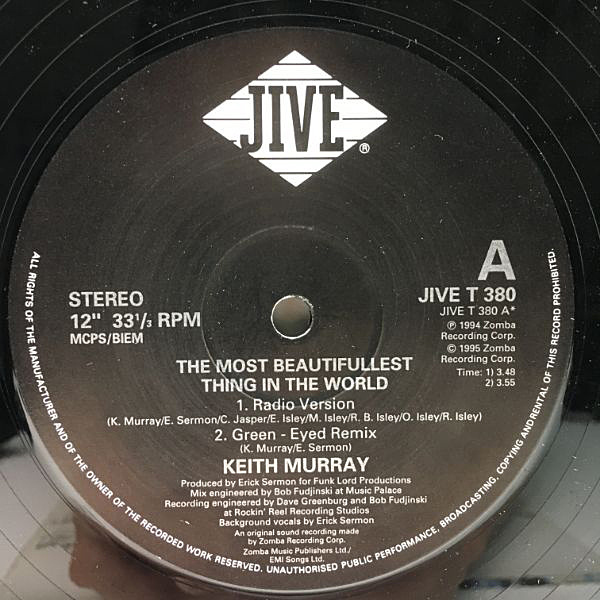 JIVE®
A
STEREO
12" 33⅓ RPM
MCPS/BIEM
JIVE T 380
JIVE T 380 A*
℗ 1994 Zomba
Recording Corp.
© 1995 Zomba
Recording Corp.
Time: 1) 3.48
2) 3.55
THE MOST BEAUTIFULLEST
THING IN THE WORLD
1. Radio Version
(K. Murray/E. Sermon/C. Jasper/E. Isley/M. Isley/R. B. Isley/O. Isley/R. Isley)
2. Green - Eyed Remix
(K. Murray/E. Sermon)
KEITH MURRAY
Produced by Erick Sermon for Funk Lord Productions
Mix engineered by Bob Fudjinski at Music Palace
Recording engineered by Dave Greenburg and Bob Fudjinski
at Rockin' Reel Recording Studios
Background vocals by Erick Sermon
An original sound recording made
by Zomba Recording Corp.
Zomba Music Publishers Ltd./
EMI Songs Ltd.
ALL RIGHTS OF THE MANUFACTURER AND OF THE OWNER OF THE RECORDED WORK RESERVED. UNAUTHORISED PUBLIC PERFORMANCE, BROADCASTING, COPYING AND RENTAL OF THIS RECORD PROHIBITED.